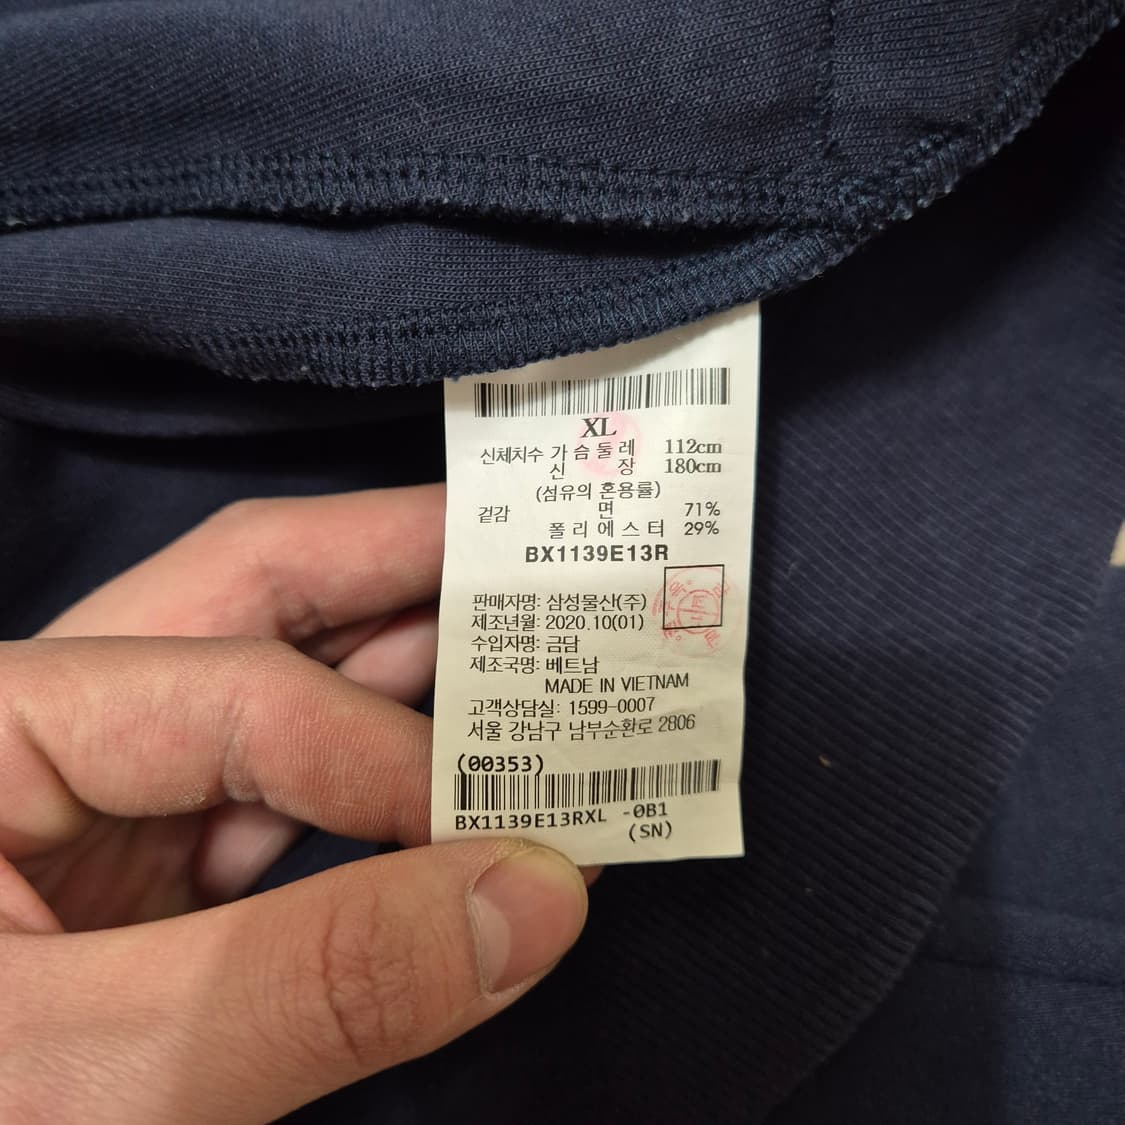 XL
신체치수 가 슴 둘 레 112cm
신 장 180cm
(섬유의 혼용률)
겉감 면 71%
폴 리 에 스 터 29%
BX1139E13R
판매자명: 삼성물산(주)
제조년월: 2020.10(01)
수입자명: 금담
제조국명: 베트남
MADE IN VIETNAM
고객상담실: 1599-0007
서울 강남구 남부순환로 2806
(00353)
BX1139E13RXL -0B1
(SN)